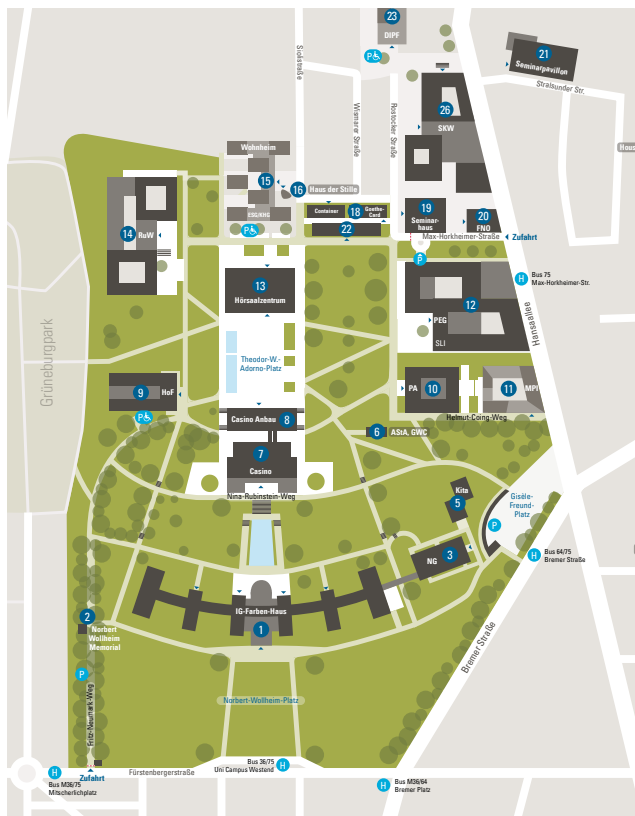 23
DIPF
P
21
Seminarpavillon
Stralsunder Str.
Siolistraße
Wismarer Straße
Rostocker Straße
26
SKW
Wohnheim
15
16
Haus der Stille
Hous
ESG/KHG
P
Container
18
Goethe-
Card
22
19
Seminar-
haus
20
FNO
Max-Horkheimer-Straße
Zufahrt
14
RuW
13
Hörsaalzentrum
P
H
Bus 75
Max-Horkheimer-Str.
12
PEG
SLI
Hansaallee
Grüneburgpark
Theodor-W.-
Adorno-Platz
9
HoF
P
PA
10
11
MPI
Helmut-Coing-Weg
Casino Anbau
8
6
AStA, GWC
7
Casino
Nina-Rubinstein-Weg
Kita
5
Gisèle-
Freund-
Platz
P
3
NG
H
Bus 64/75
Bremer Straße
IG-Farben-Haus
1
2
Norbert
Wollheim
Memorial
P
Fritz-Neumark-Weg
Bremer Straße
Norbert-Wollheim-Platz
Zufahrt
H
Bus M36/75
Mitscherlichplatz
Fürstenbergerstraße
Bus 36/75
Uni Campus Westend
H
H
Bus M36/64
Bremer Platz